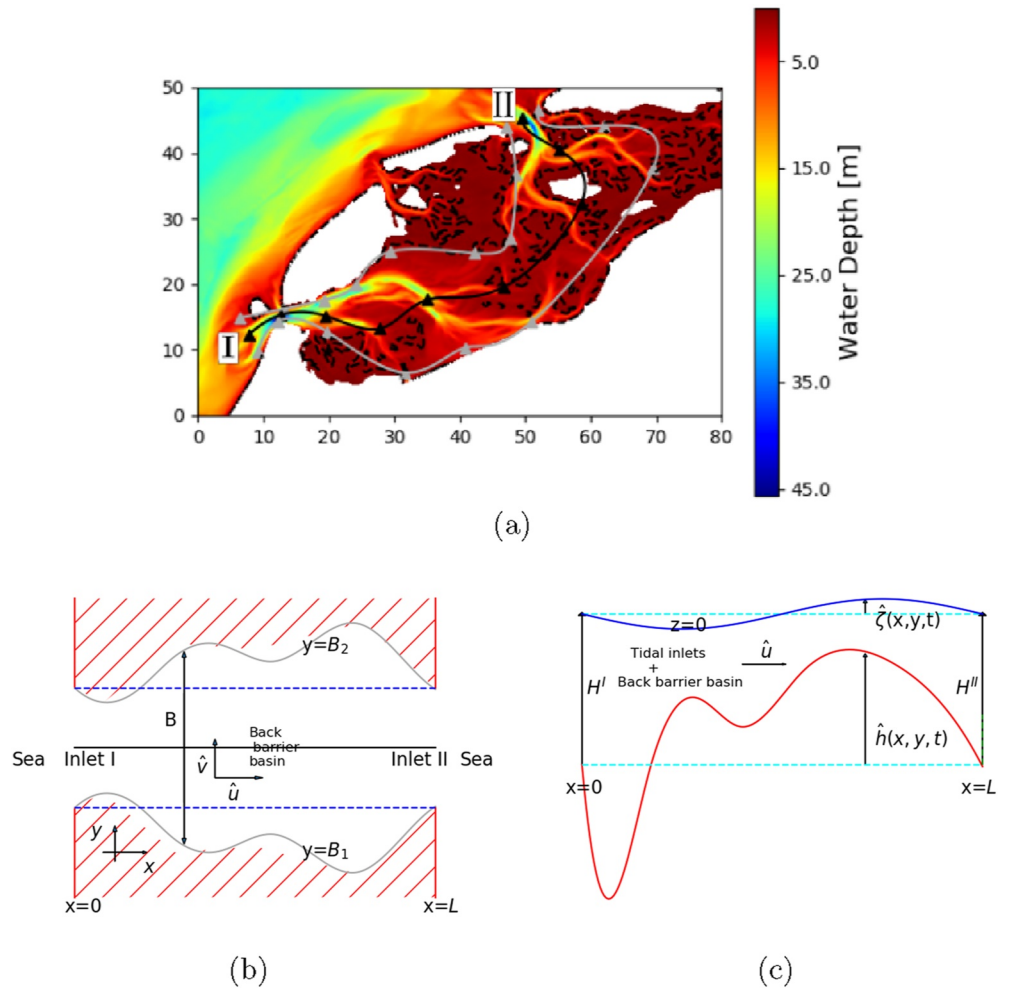 50
40
30
20
10
0
II
I
0 10 20 30 40 50 60 70 80
5.0
15.0
25.0
35.0
45.0
Water Depth [m]
(a)
y=B₂
B
Back
barrier
basin
Sea Inlet I Inlet II Sea
v̂
û
y
x
y=B₁
x=0 x=L
(b)
ζ̂(x,y,t)
z=0
Tidal inlets
+
Back barrier basin
û
Hᴵ Hᴵᴵ
ĥ(x, y, t)
x=0 x=L
(c)